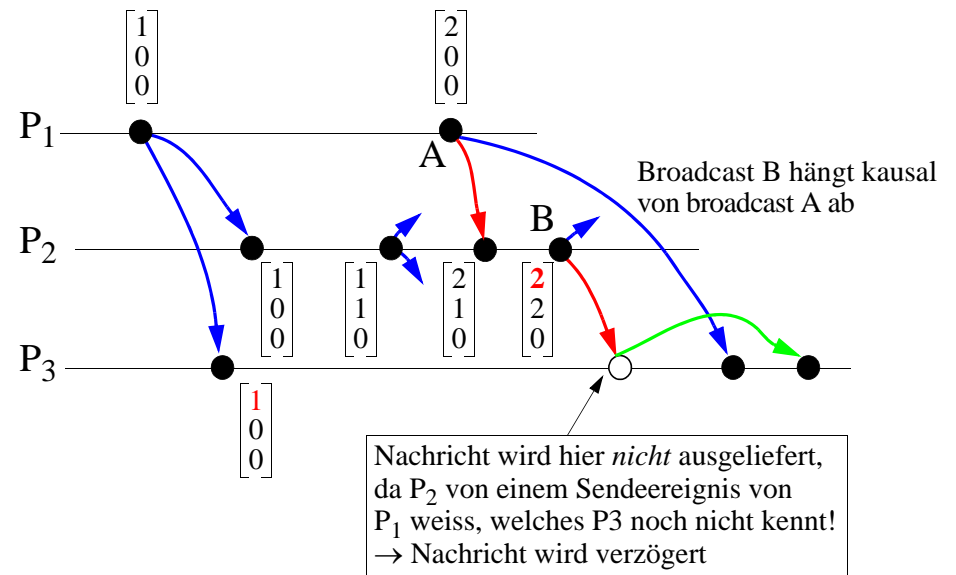 1
0
0
2
0
0
P1
A
Broadcast B hängt kausal
von broadcast A ab
B
P2
1
0
0
1
1
0
2
1
0
2
2
0
P3
1
0
0
Nachricht wird hier nicht ausgeliefert,
da P2 von einem Sendeereignis von
P1 weiss, welches P3 noch nicht kennt!
→ Nachricht wird verzögert